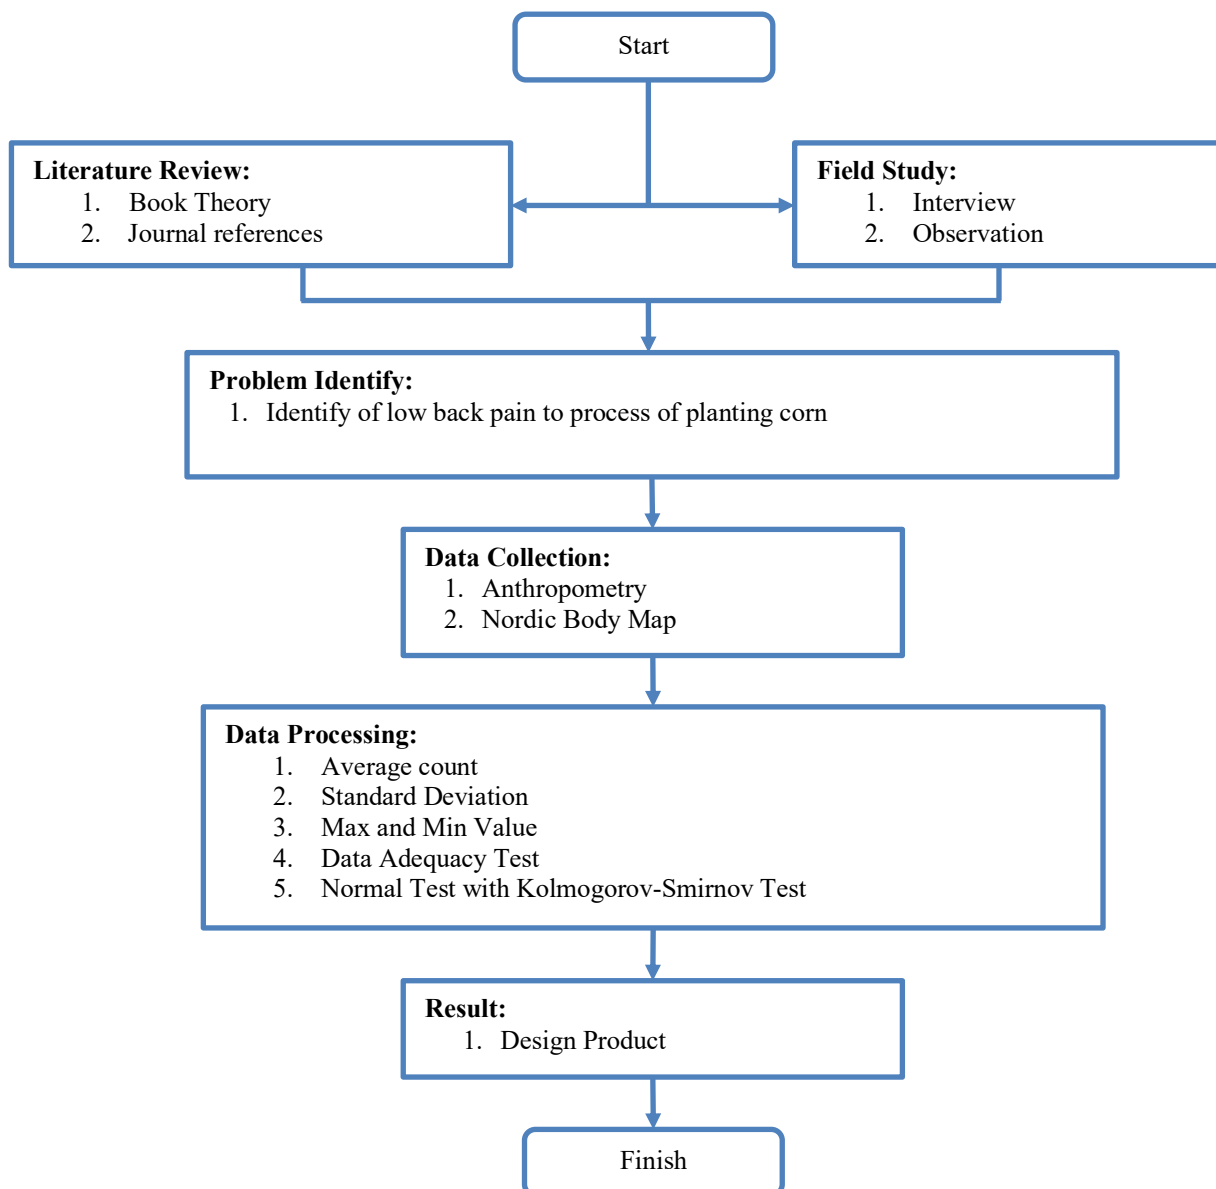 Start
Literature Review:
1. Book Theory
2. Journal references
Field Study:
1. Interview
2. Observation
Problem Identify:
1. Identify of low back pain to process of planting corn
Data Collection:
1. Anthropometry
2. Nordic Body Map
Data Processing:
1. Average count
2. Standard Deviation
3. Max and Min Value
4. Data Adequacy Test
5. Normal Test with Kolmogorov-Smirnov Test
Result:
1. Design Product
Finish